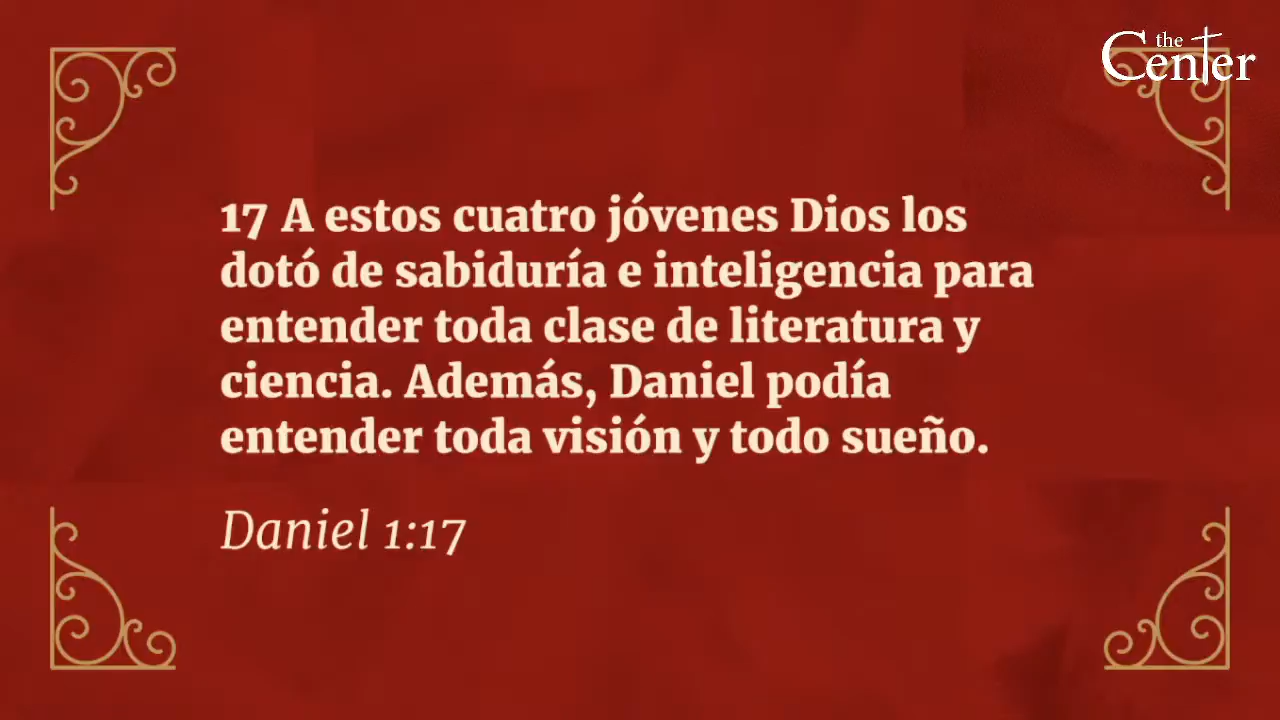 the
Center
17 A estos cuatro jóvenes Dios los
dotó de sabiduría e inteligencia para
entender toda clase de literatura y
ciencia. Además, Daniel podía
entender toda visión y todo sueño.
Daniel 1:17